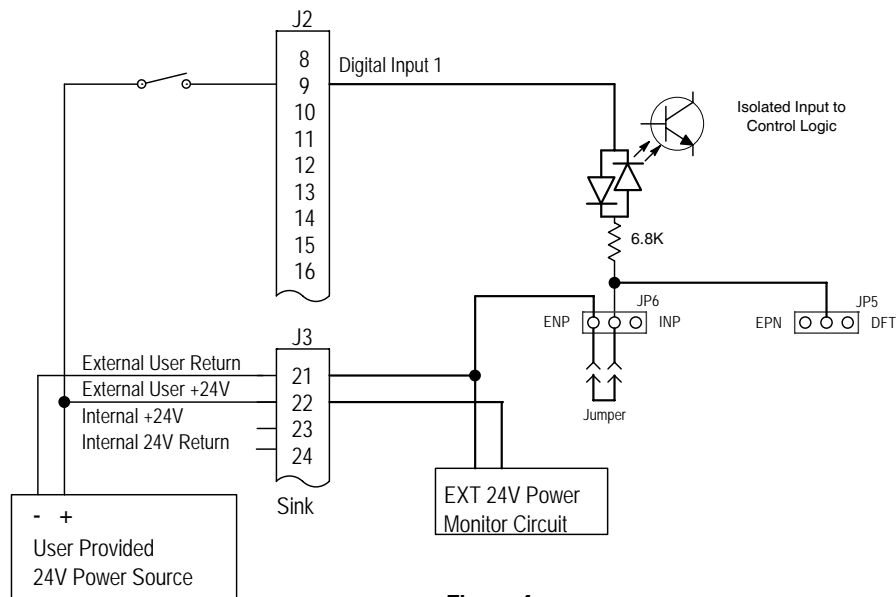 J2
8
Digital Input 1
9
10
11
12
13
14
15
16
Isolated Input to
Control Logic
6.8K
JP6
JP5
ENP
INP
EPN
DFT
Jumper
J3
External User Return
21
External User +24V
22
Internal +24V
23
Internal 24V Return
24
Sink
EXT 24V Power
Monitor Circuit
- +
User Provided
24V Power Source